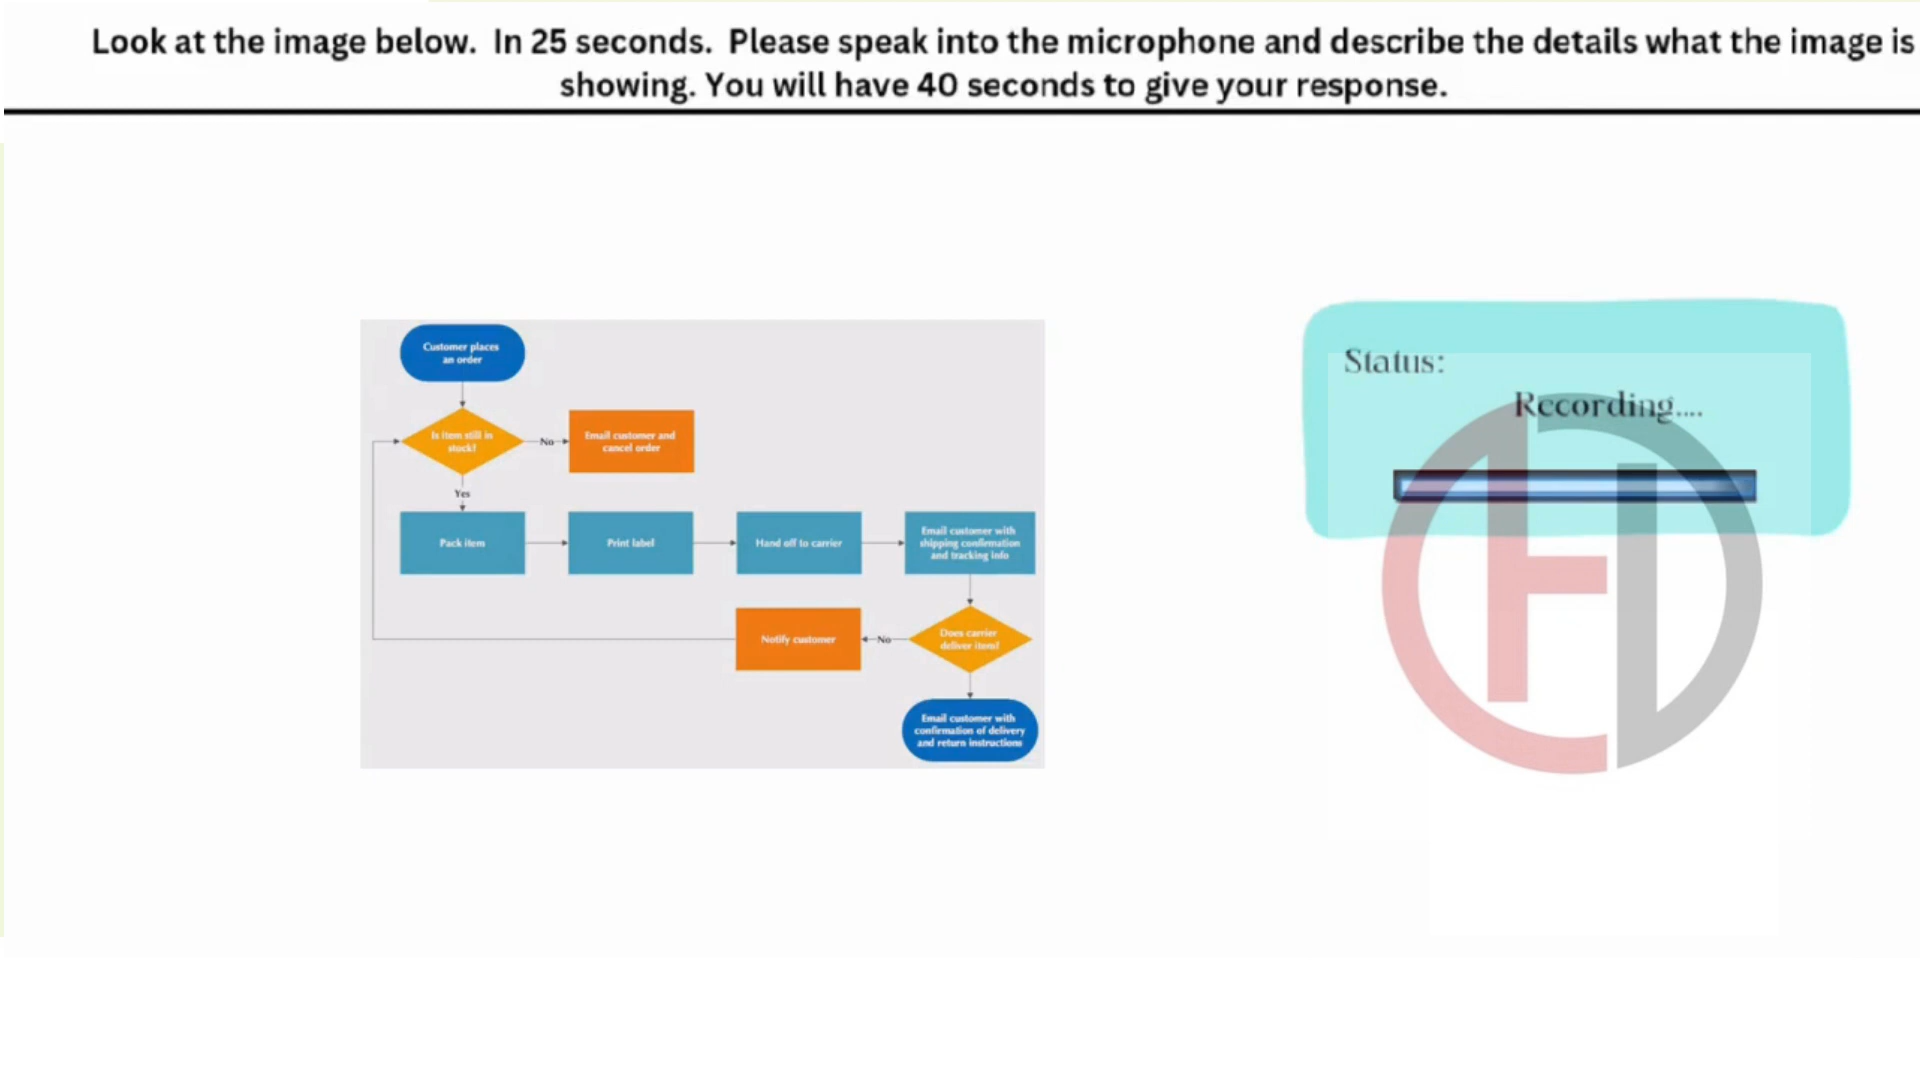 Look at the image below. In 25 seconds. Please speak into the microphone and describe the details what the image is
showing. You will have 40 seconds to give your response.
Customer places
an order
Is item still in
stock?
No
Email customer and
cancel order
Yes
Pack item
Print label
Hand off to carrier
Email customer with
shipping confirmation
and tracking info
Notify customer
No
Does carrier
deliver item?
Email customer with
confirmation of delivery
and return instructions
Status:
Recording....